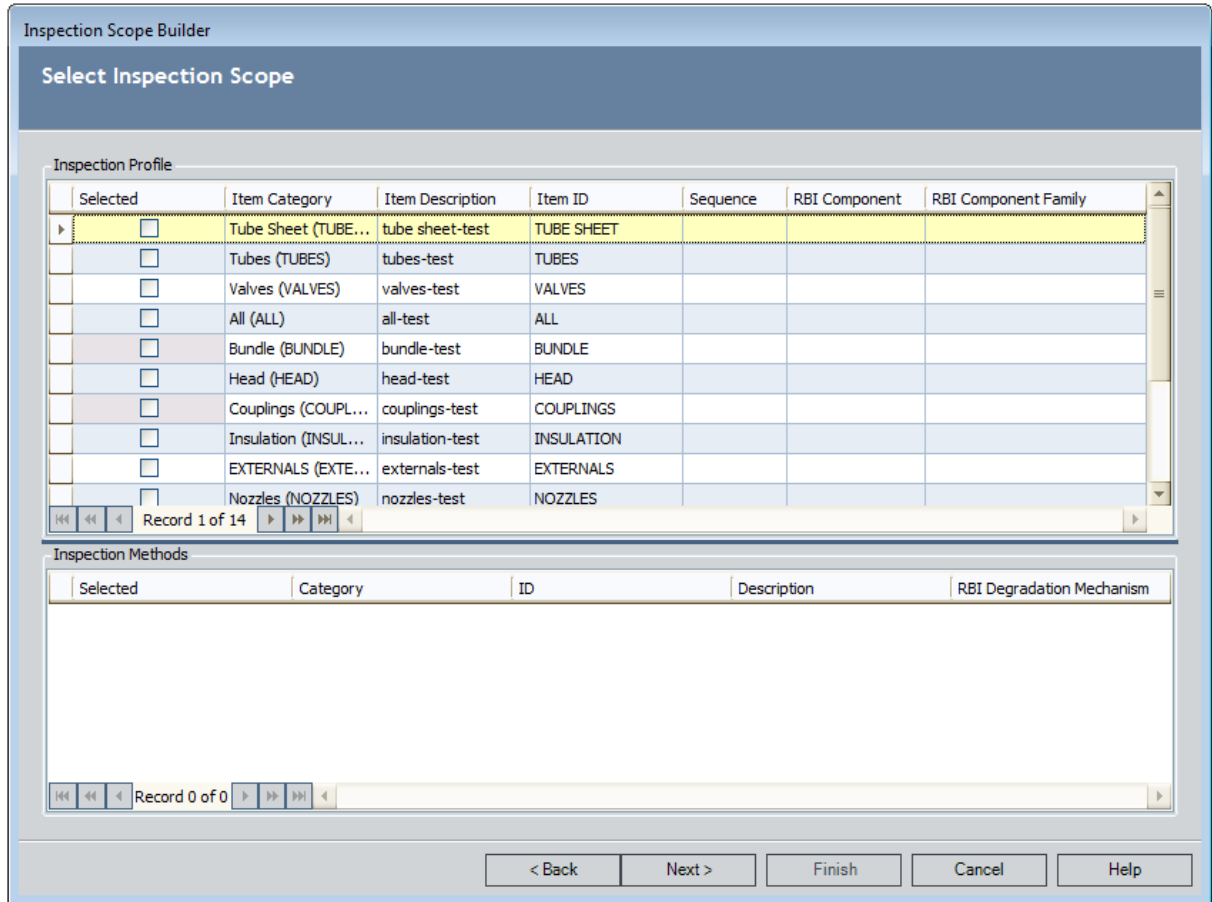 Inspection Scope Builder
Select Inspection Scope
Inspection Profile
Selected Item Category Item Description Item ID Sequence RBI Component RBI Component Family
Tube Sheet (TUBE... tube sheet-test TUBE SHEET
Tubes (TUBES) tubes-test TUBES
Valves (VALVES) valves-test VALVES
All (ALL) all-test ALL
Bundle (BUNDLE) bundle-test BUNDLE
Head (HEAD) head-test HEAD
Couplings (COUPL... couplings-test COUPLINGS
Insulation (INSUL... insulation-test INSULATION
EXTERNALS (EXTE... externals-test EXTERNALS
Nozzles (NOZZLES) nozzles-test NOZZLES
Record 1 of 14
Inspection Methods
Selected Category ID Description RBI Degradation Mechanism
Record 0 of 0
< Back Next > Finish Cancel Help